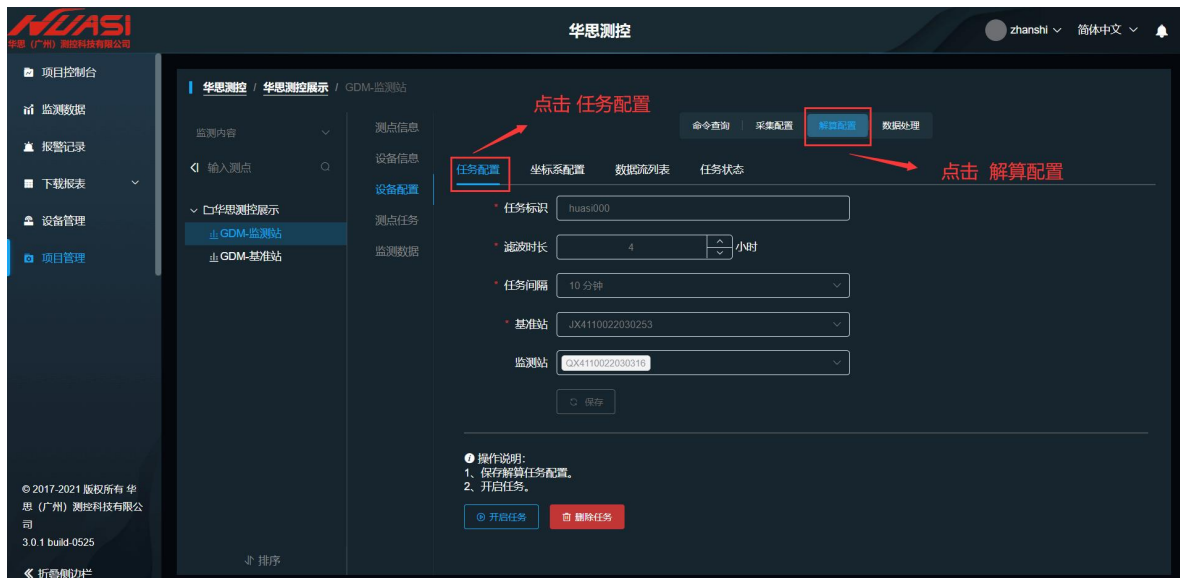 HUASI
华思（广州）测控科技有限公司
华思测控
zhanshi
简体中文
项目控制台
监测数据
报警记录
下载报表
设备管理
项目管理
© 2017-2021 版权所有 华
思（广州）测控科技有限公
司
3.0.1 build-0525
折叠侧边栏
华思测控 / 华思测控展示 / GDM-监测站
监测内容
输入测点
华思测控展示
GDM-监测站
GDM-基准站
排序
测点信息
设备信息
设备配置
测点任务
监测数据
点击 任务配置
命令查询 采集配置 解算配置 数据处理
点击 解算配置
任务配置 坐标系配置 数据流列表 任务状态
* 任务标识 huasi000
* 滤波时长 4 小时
* 任务间隔 10 分钟
* 基准站 JX4110022030253
监测站 QX4110022030316
保存
操作说明：
1、保存解算任务配置。
2、开启任务。
开启任务 删除任务